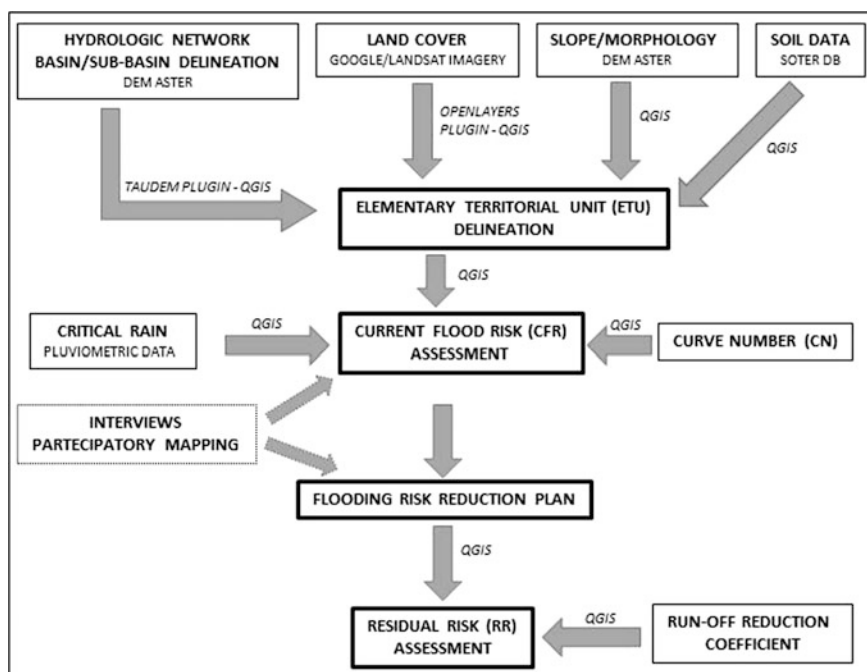 HYDROLOGIC NETWORK
BASIN/SUB-BASIN DELINEATION
DEM ASTER
LAND COVER
GOOGLE/LANDSAT IMAGERY
SLOPE/MORPHOLOGY
DEM ASTER
SOIL DATA
SOTER DB
OPENLAYERS
PLUGIN - QGIS
QGIS
QGIS
TAUDEM PLUGIN - QGIS
ELEMENTARY TERRITORIAL UNIT (ETU)
DELINEATION
QGIS
CRITICAL RAIN
PLUVIOMETRIC DATA
QGIS
CURRENT FLOOD RISK (CFR)
ASSESSMENT
QGIS
CURVE NUMBER (CN)
INTERVIEWS
PARTECIPATORY MAPPING
FLOODING RISK REDUCTION PLAN
QGIS
RESIDUAL RISK (RR)
ASSESSMENT
QGIS
RUN-OFF REDUCTION
COEFFICIENT